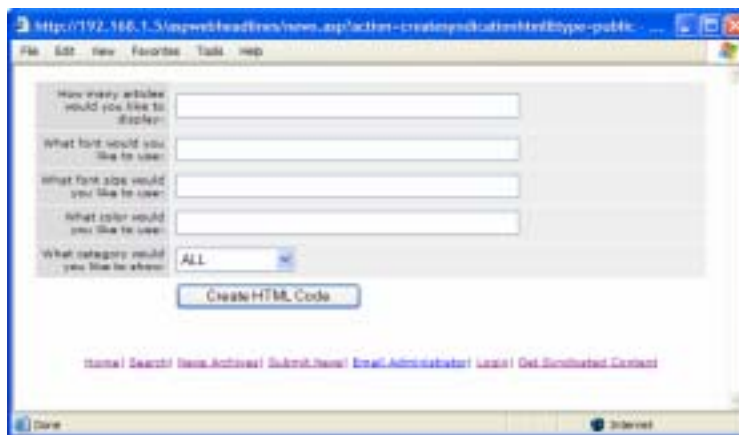 http://192.168.1.5/aspwebheadlines/news.asp?action=createsyndicationhtml&type=public - ...
File Edit View Favorites Tools Help
How many articles
would you like to
display:
What font would you
like to use:
What font size would
you like to use:
What color would
you like to use:
What category would
you like to show:
ALL
Create HTML Code
Home| Search| News Archives| Submit News| Email Administrator| Login| Get Syndicated Content
Done
Internet